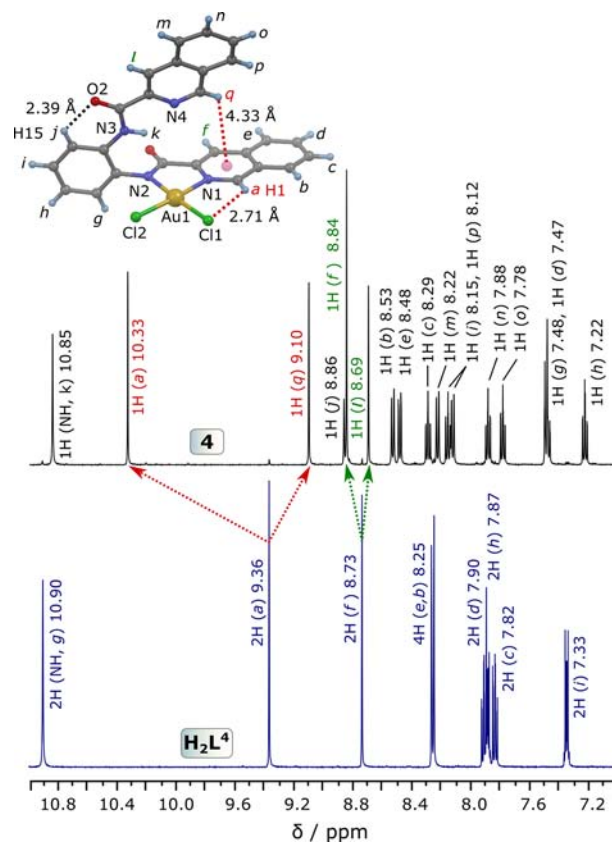 n
m
o
l
p
O2
q
2.39 Å
N4
4.33 Å
H15
j
N3
k
f
e
d
i
c
N2
N1
b
h
a H1
g
Au1
2.71 Å
Cl2
Cl1
1H (NH, k) 10.85
1H (a) 10.33
1H (q) 9.10
1H (j) 8.86
1H (f) 8.84
1H (l) 8.69
1H (b) 8.53
1H (e) 8.48
1H (c) 8.29
1H (m) 8.22
1H (i) 8.15, 1H (p) 8.12
1H (n) 7.88
1H (o) 7.78
1H (g) 7.48, 1H (d) 7.47
1H (h) 7.22
4
2H (NH, g) 10.90
2H (a) 9.36
2H (f ) 8.73
4H (e,b) 8.25
2H (d) 7.90
2H (h) 7.87
2H (c) 7.82
2H (i) 7.33
H₂L⁴
10.8 10.4 10.0 9.6 9.2 8.8 8.4 8.0 7.6 7.2
δ / ppm